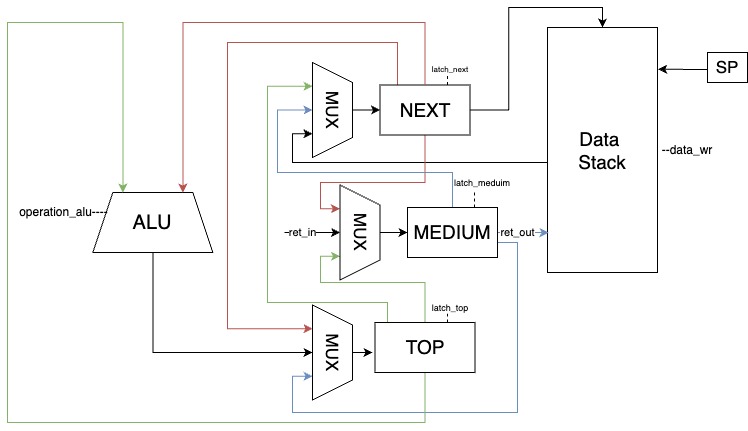 latch_next
SP
MUX
NEXT
Data
Stack
--data_wr
latch_meduim
operation_alu----
ALU
-ret_in
MUX
MEDIUM
-ret_out
latch_top
MUX
TOP